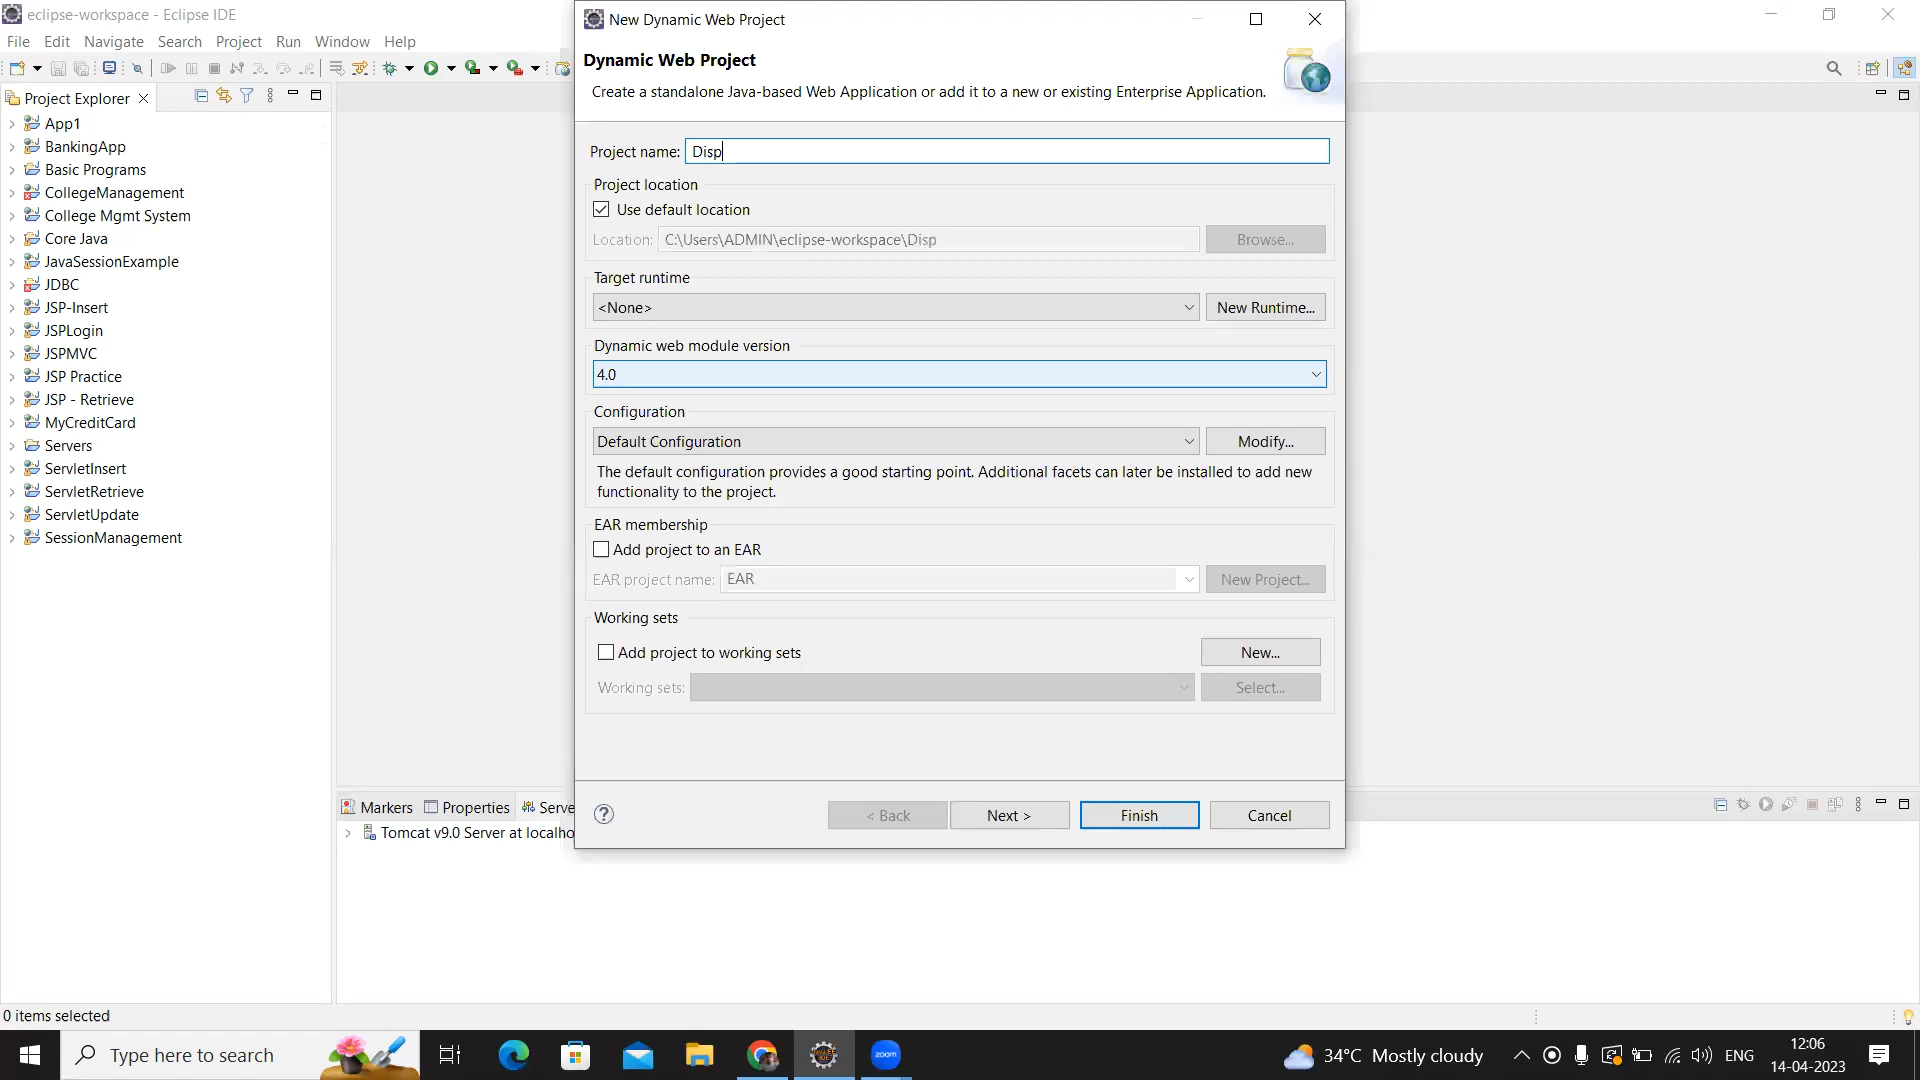 eclipse-workspace - Eclipse IDE
File Edit Navigate Search Project Run Window Help
Project Explorer
App1
BankingApp
Basic Programs
CollegeManagement
College Mgmt System
Core Java
JavaSessionExample
JDBC
JSP-Insert
JSPLogin
JSPMVC
JSP Practice
JSP - Retrieve
MyCreditCard
Servers
ServletInsert
ServletRetrieve
ServletUpdate
SessionManagement
New Dynamic Web Project
Dynamic Web Project
Create a standalone Java-based Web Application or add it to a new or existing Enterprise Application.
Project name: Disp
Project location
Use default location
Location: C:\Users\ADMIN\eclipse-workspace\Disp Browse...
Target runtime
<None> New Runtime...
Dynamic web module version
4.0
Configuration
Default Configuration Modify...
The default configuration provides a good starting point. Additional facets can later be installed to add new
functionality to the project.
EAR membership
Add project to an EAR
EAR project name: EAR New Project...
Working sets
Add project to working sets New...
Working sets: Select...
< Back Next > Finish Cancel
Markers Properties Serve
Tomcat v9.0 Server at localho
0 items selected
Type here to search
zoom
34°C Mostly cloudy
ENG
12:06
14-04-2023